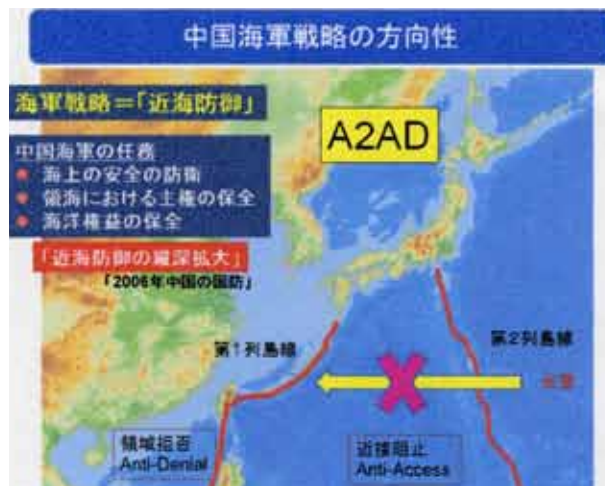 中国海軍戦略の方向性
海軍戦略＝「近海防御」
A2AD
中国海軍の任務
● 海上の安全の防衛
● 領海における主権の保全
● 海洋権益の保全
「近海防御の縦深拡大」
「2006年中国の国防」
第1列島線
第2列島線
領域拒否
Anti-Denial
近接阻止
Anti-Access